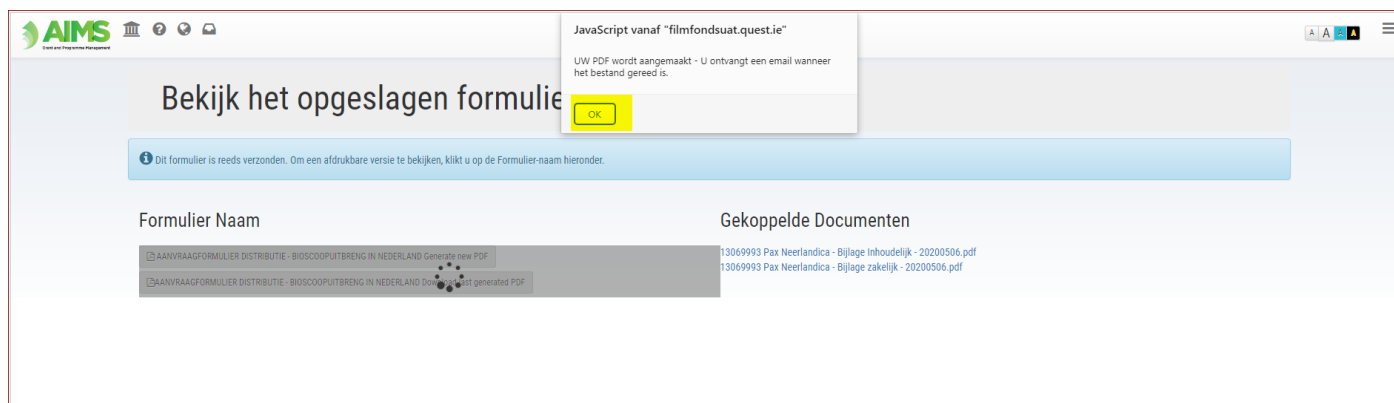 AIMS
Grant and Programme Management
A A A A
JavaScript vanaf "filmfondsuat.quest.ie"
UW PDF wordt aangemaakt - U ontvangt een email wanneer
het bestand gereed is.
OK
Bekijk het opgeslagen formulie
Dit formulier is reeds verzonden. Om een afdrukbare versie te bekijken, klikt u op de Formulier-naam hieronder.
Formulier Naam
AANVRAAGFORMULIER DISTRIBUTIE - BIOSCOOPUITBRENG IN NEDERLAND Generate new PDF
AANVRAAGFORMULIER DISTRIBUTIE - BIOSCOOPUITBRENG IN NEDERLAND Download last generated PDF
Gekoppelde Documenten
13069993 Pax Neerlandica - Bijlage Inhoudelijk - 20200506.pdf
13069993 Pax Neerlandica - Bijlage zakelijk - 20200506.pdf